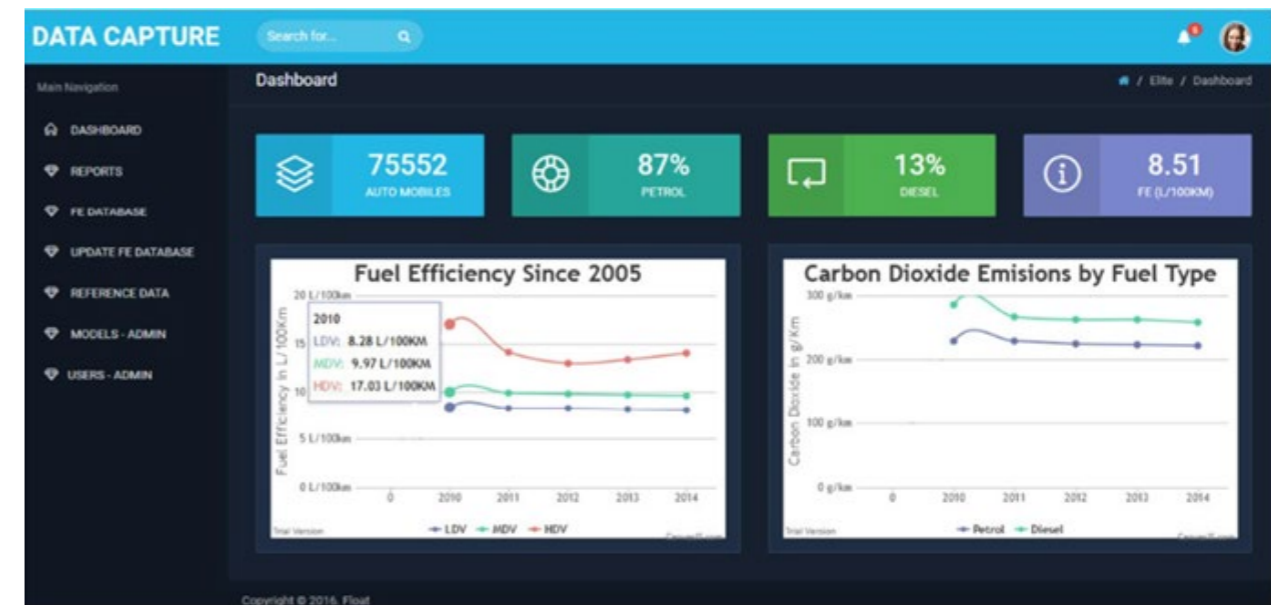 DATA CAPTURE
Search for...
6
Main Navigation
DASHBOARD
REPORTS
FE DATABASE
UPDATE FE DATABASE
REFERENCE DATA
MODELS - ADMIN
USERS - ADMIN
Dashboard
/ Elite / Dashboard
75552
AUTO MOBILES
87%
PETROL
13%
DIESEL
8.51
FE (L/100KM)
Fuel Efficiency Since 2005
Fuel Efficiency in L/100Km
20 L/100km
15
10
5 L/100km
0 L/100km
2010
LDV: 8.28 L/100KM
MDV: 9.97 L/100KM
HDV: 17.03 L/100KM
0 2010 2011 2012 2013 2014
LDV MDV HDV
Trial Version
CanvasJS.com
Carbon Dioxide Emisions by Fuel Type
Carbon Dioxide in g/Km
300 g/km
200 g/km
100 g/km
0 g/km
0 2010 2011 2012 2013 2014
Petrol Diesel
Trial Version
CanvasJS.com
Copyright © 2016. Float